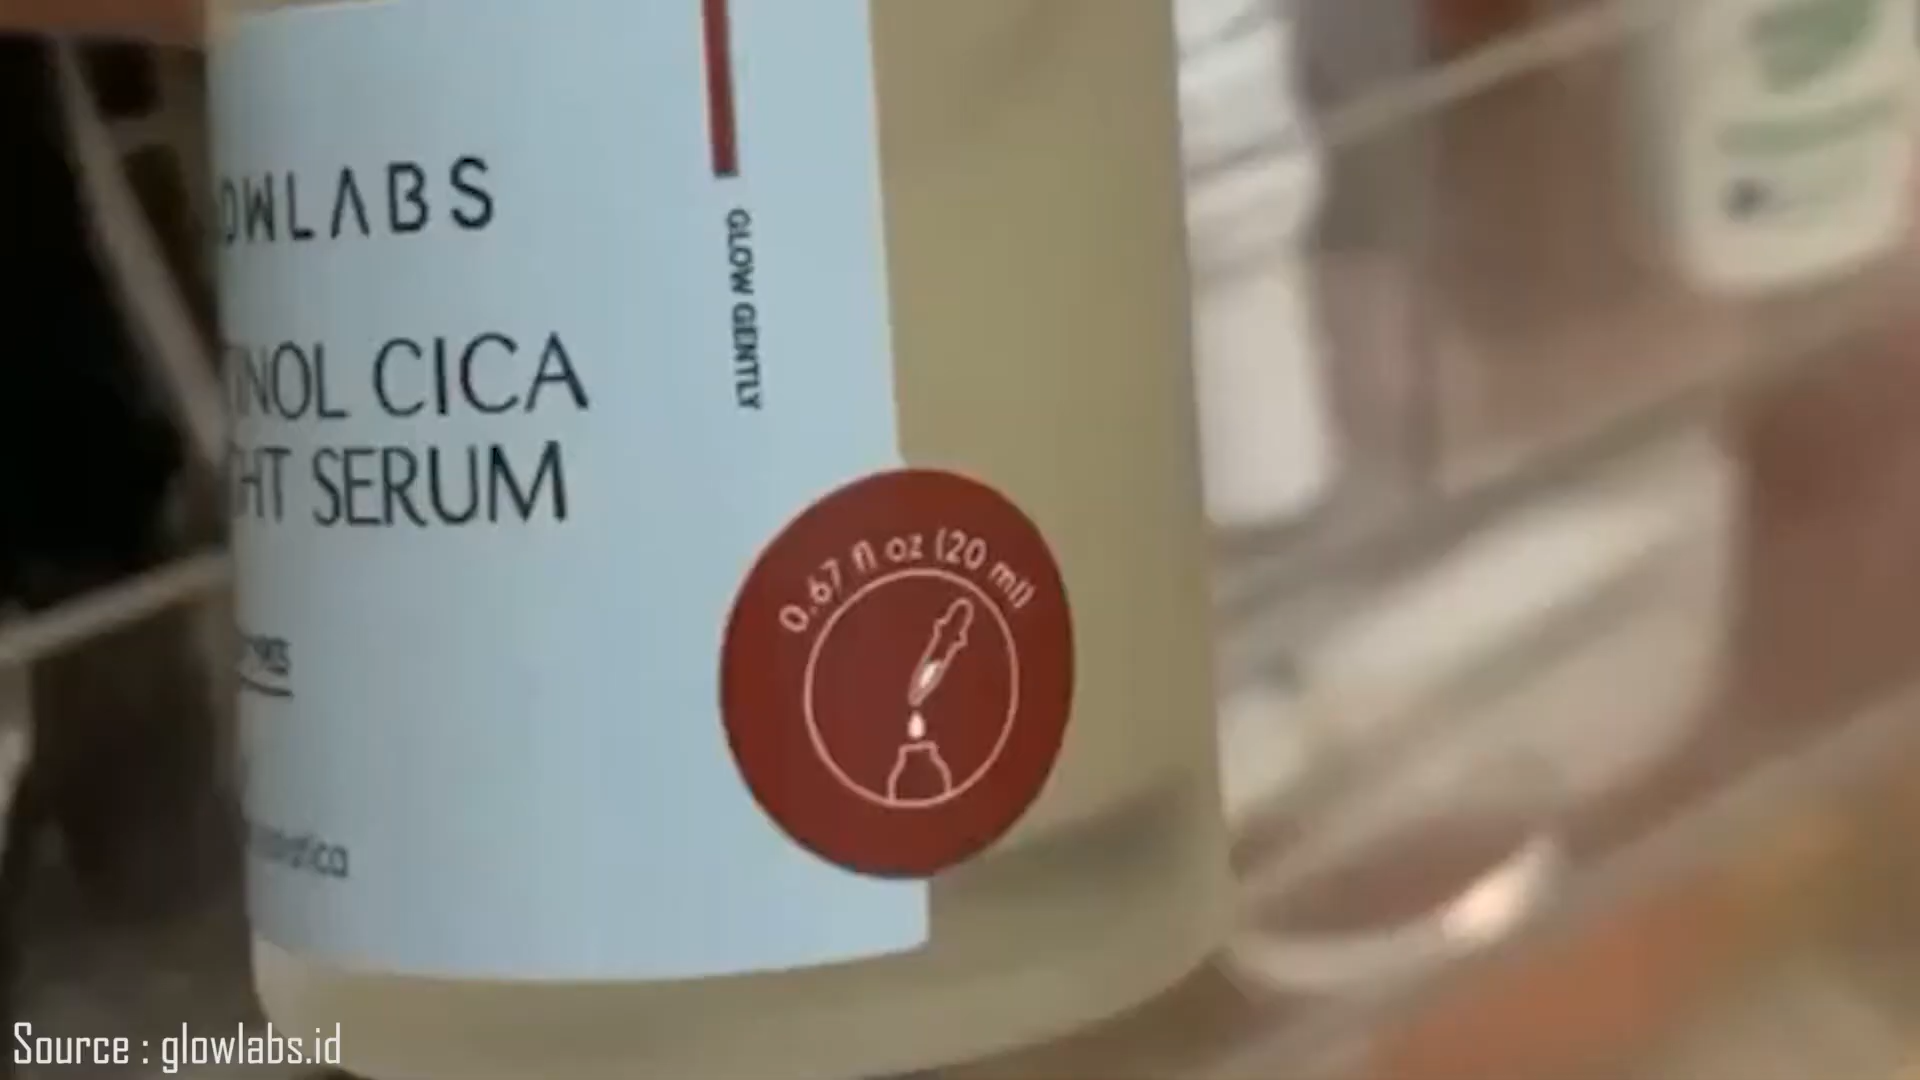 OWLABS
GLOW GENTLY
INOL CICA
HT SERUM
0.67 fl oz (20 ml)
Source : glowlabs.id